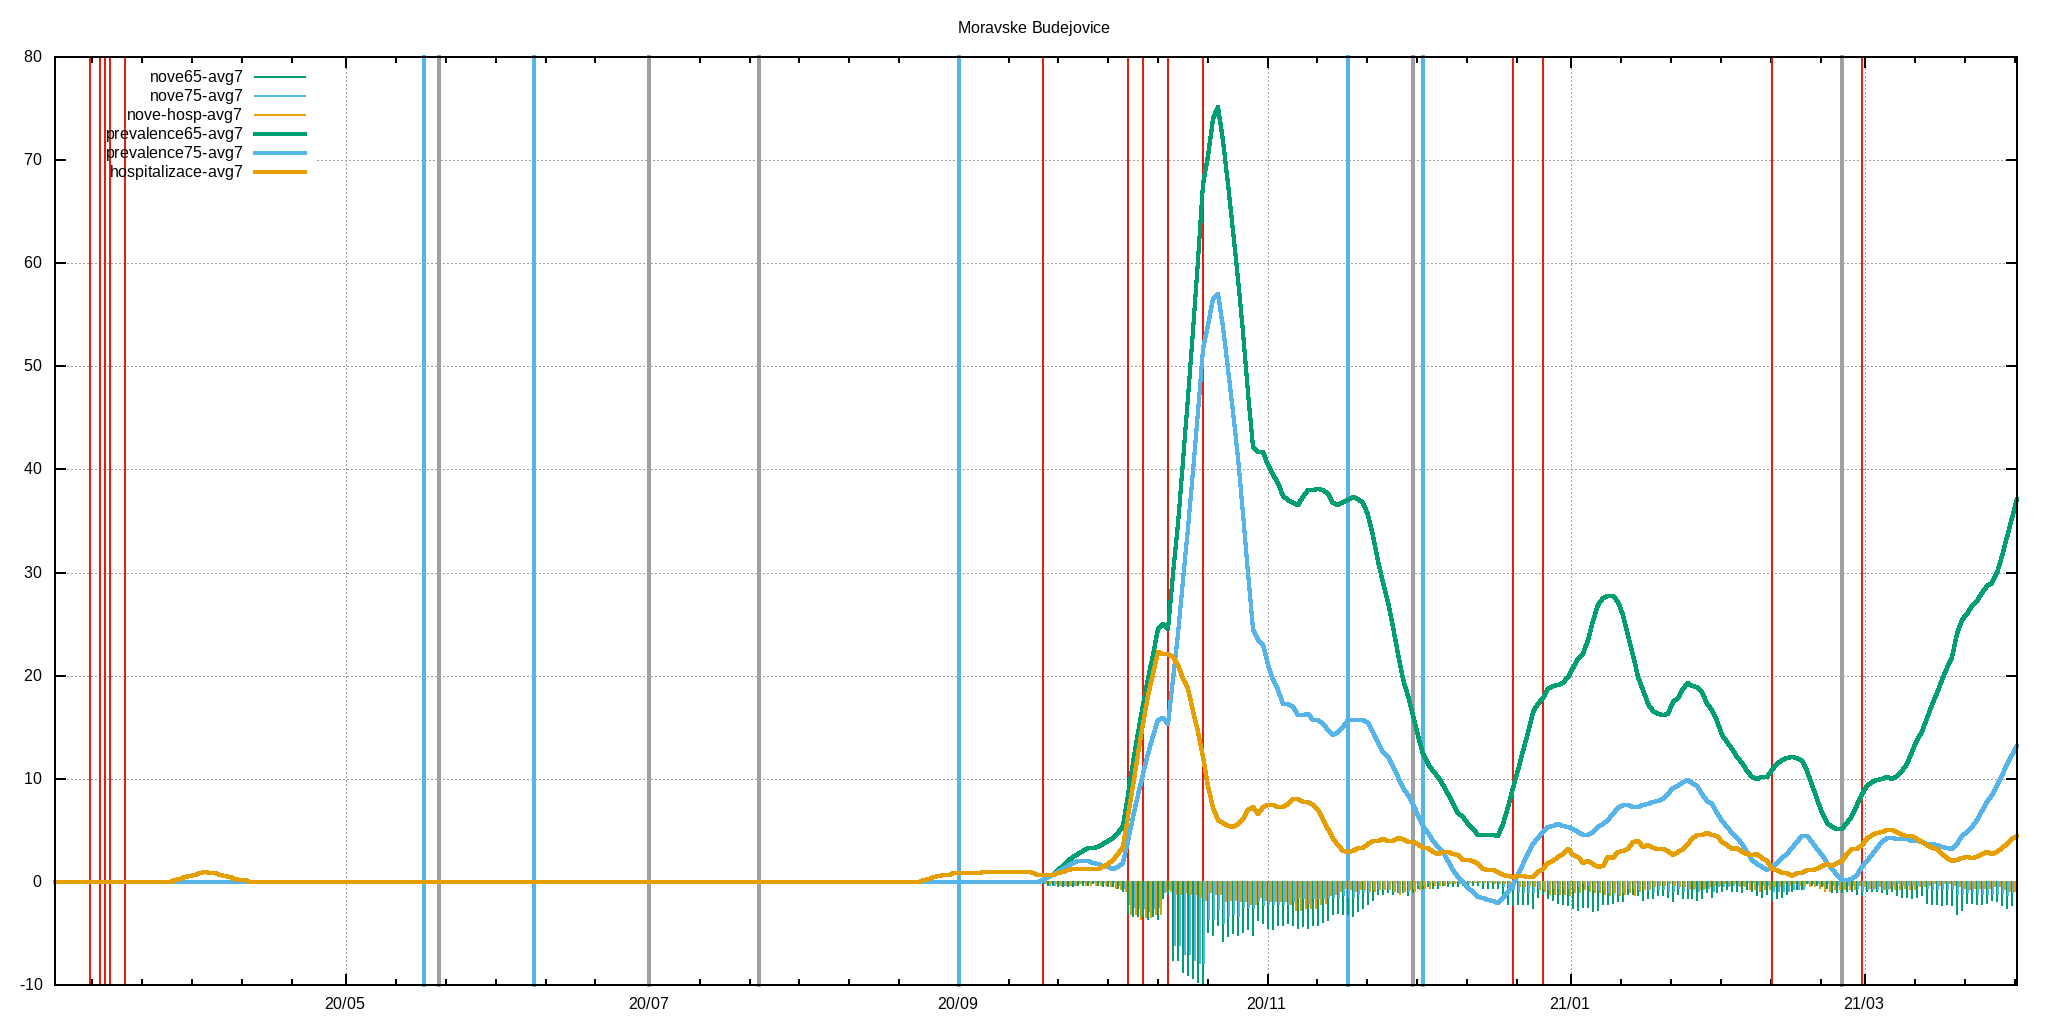 Moravske Budejovice
80
70
60
50
40
30
20
10
0
-10
nove65-avg7
nove75-avg7
nove-hosp-avg7
prevalence65-avg7
prevalence75-avg7
hospitalizace-avg7
20/05
20/07
20/09
20/11
21/01
21/03